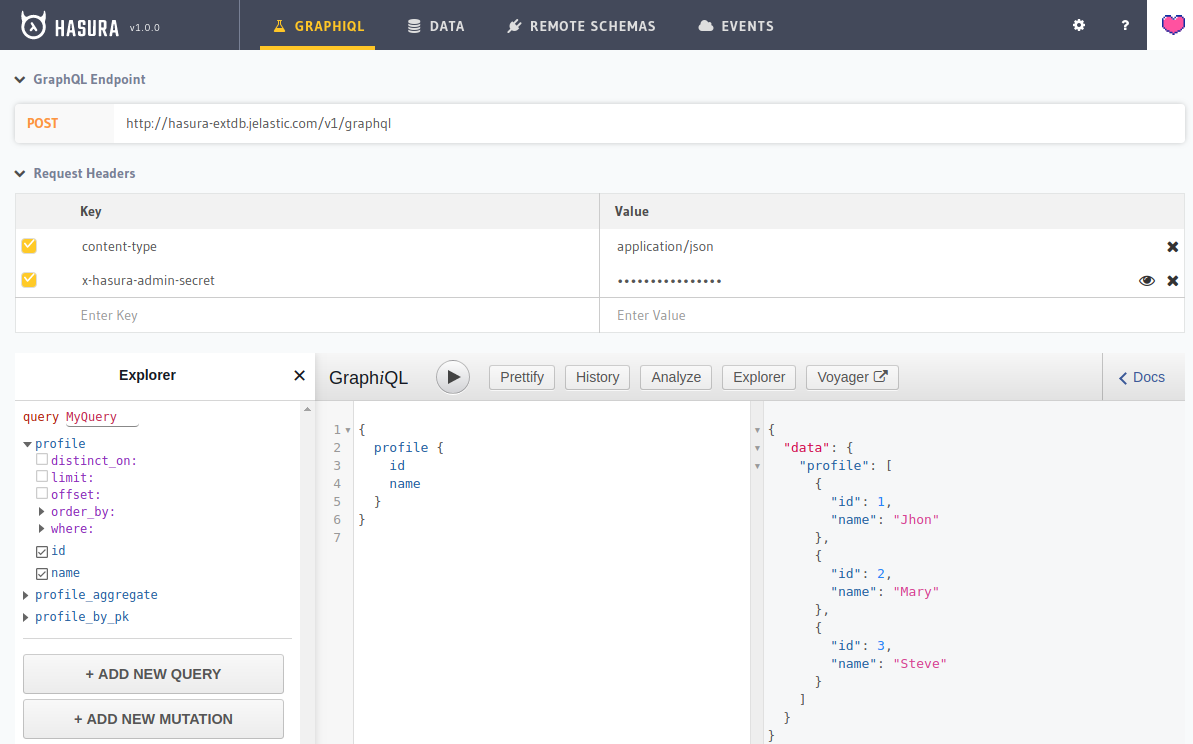 HASURA v1.0.0 GRAPHIQL DATA REMOTE SCHEMAS EVENTS ?
GraphQL Endpoint
POST http://hasura-extdb.jelastic.com/v1/graphql
Request Headers
Key Value
content-type application/json
x-hasura-admin-secret ••••••••••••••••
Enter Key Enter Value
Explorer
query MyQuery
profile
distinct_on:
limit:
offset:
order_by:
where:
id
name
profile_aggregate
profile_by_pk
+ ADD NEW QUERY
+ ADD NEW MUTATION
GraphiQL Prettify History Analyze Explorer Voyager Docs
1 {
2 profile {
3 id
4 name
5 }
6 }
7
{
"data": {
"profile": [
{
"id": 1,
"name": "Jhon"
},
{
"id": 2,
"name": "Mary"
},
{
"id": 3,
"name": "Steve"
}
]
}
}